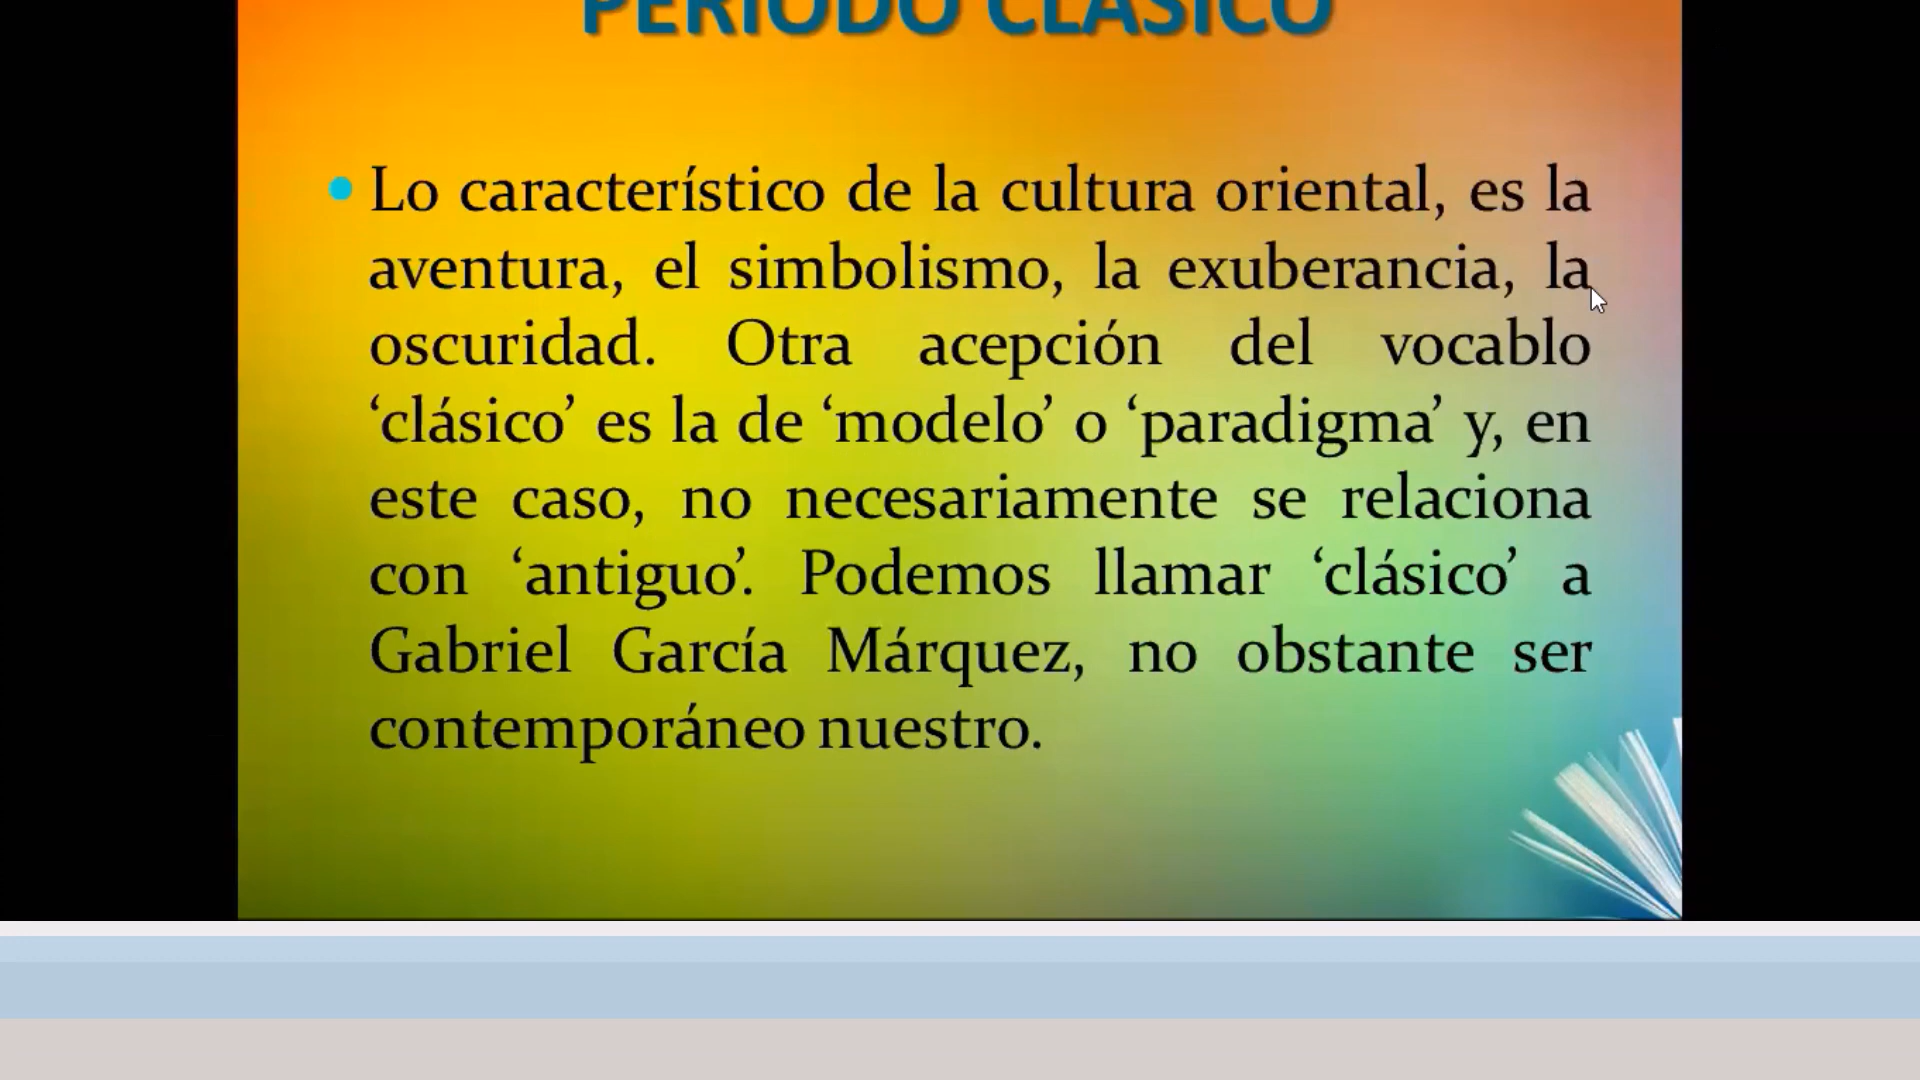 PERIODO CLÁSICO
Lo característico de la cultura oriental, es la
aventura, el simbolismo, la exuberancia, la
oscuridad. Otra acepción del vocablo
‘clásico’ es la de ‘modelo’ o ‘paradigma’ y, en
este caso, no necesariamente se relaciona
con ‘antiguo’. Podemos llamar ‘clásico’ a
Gabriel García Márquez, no obstante ser
contemporáneo nuestro.